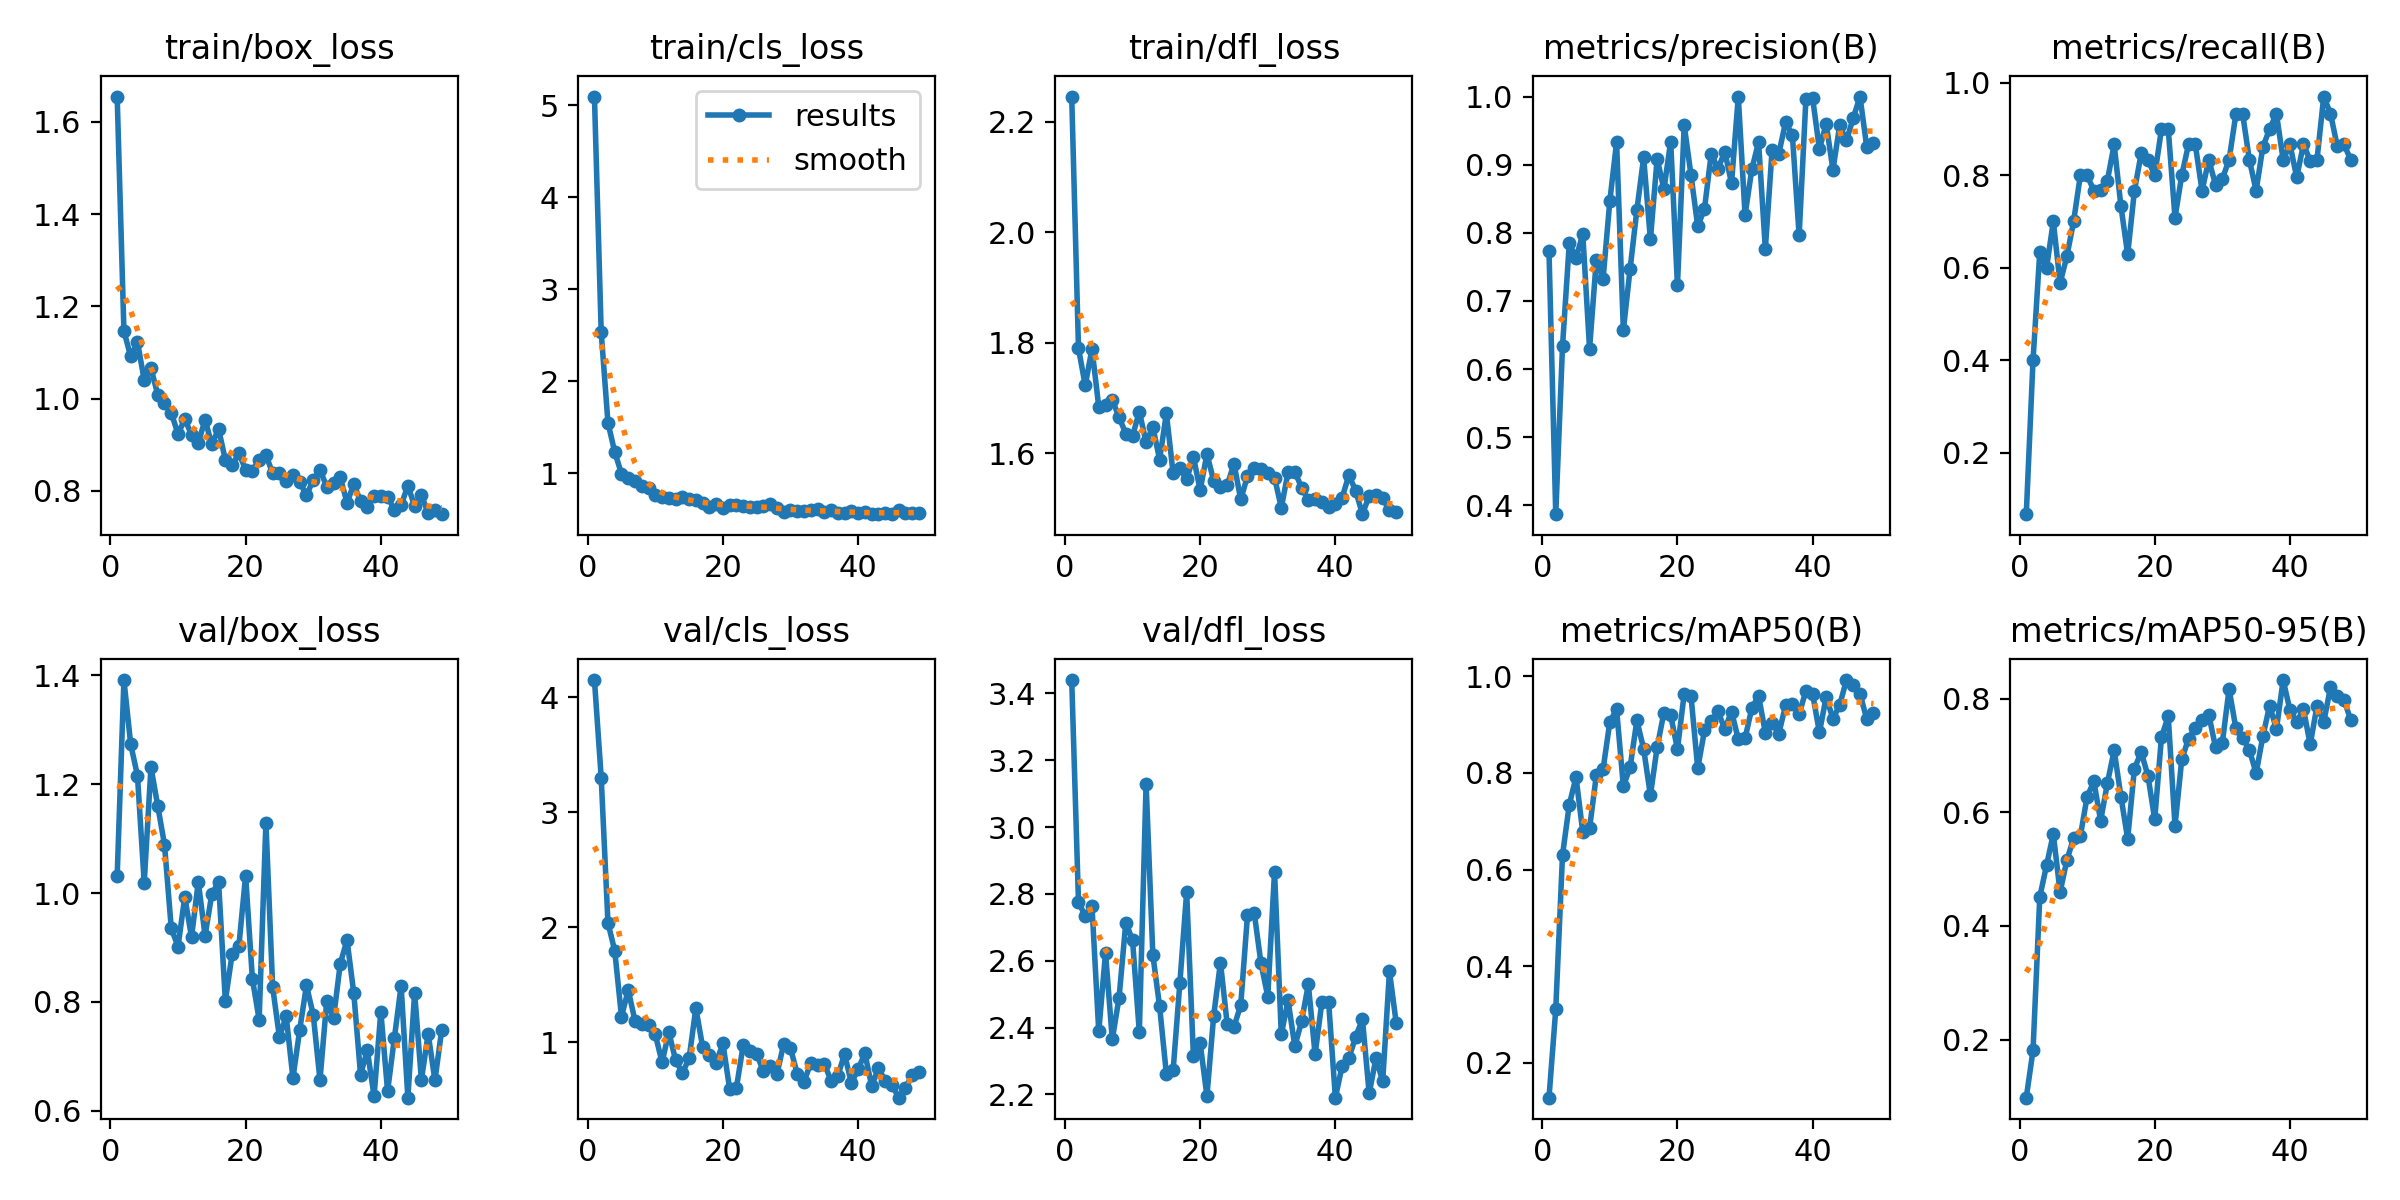 train/box_loss
train/cls_loss
train/dfl_loss
metrics/precision(B)
metrics/recall(B)
1.6
1.4
1.2
1.0
0.8
0 20 40
5
4
3
2
1
results
smooth
0 20 40
2.2
2.0
1.8
1.6
0 20 40
1.0
0.9
0.8
0.7
0.6
0.5
0.4
0 20 40
1.0
0.8
0.6
0.4
0.2
0 20 40
val/box_loss
val/cls_loss
val/dfl_loss
metrics/mAP50(B)
metrics/mAP50-95(B)
1.4
1.2
1.0
0.8
0.6
0 20 40
4
3
2
1
0 20 40
3.4
3.2
3.0
2.8
2.6
2.4
2.2
0 20 40
1.0
0.8
0.6
0.4
0.2
0 20 40
0.8
0.6
0.4
0.2
0 20 40